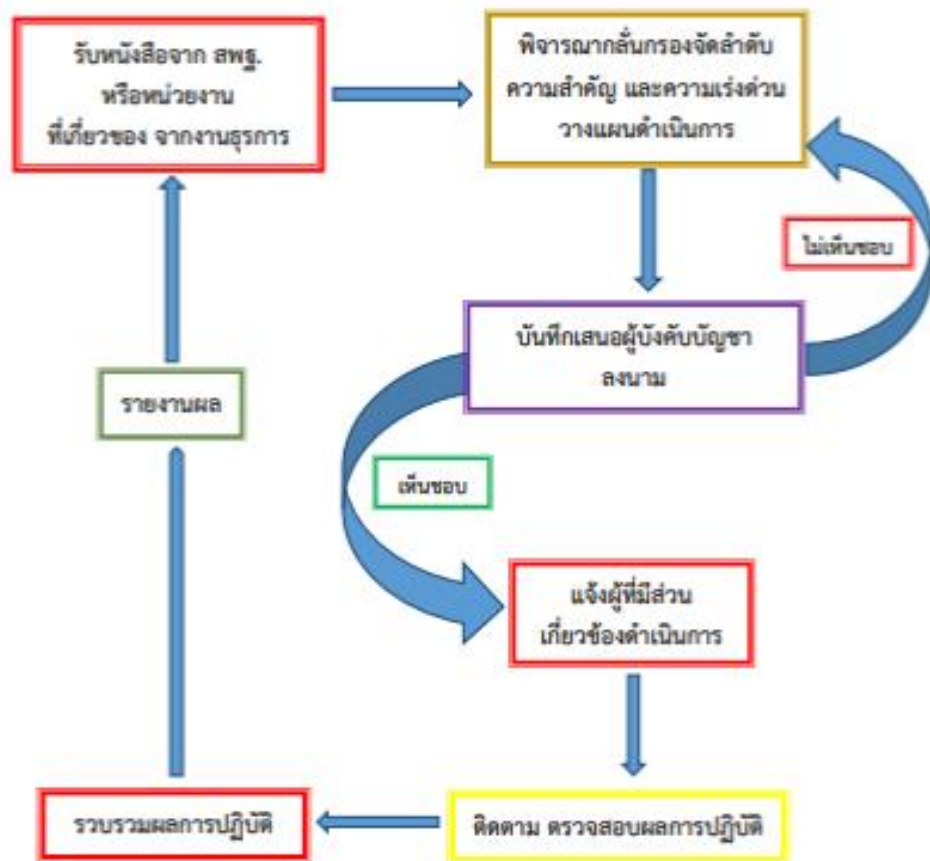 รับหนังสือจาก สพฐ.
หรือหน่วยงาน
ที่เกี่ยวของ จากงานธุรการ
พิจารณากลั่นกรองจัดลำดับ
ความสำคัญ และความเร่งด่วน
วางแผนดำเนินการ
ไม่เห็นชอบ
บันทึกเสนอผู้บังคับบัญชา
ลงนาม
เห็นชอบ
แจ้งผู้ที่มีส่วน
เกี่ยวข้องดำเนินการ
ติดตาม ตรวจสอบผลการปฏิบัติ
รวบรวมผลการปฏิบัติ
รายงานผล